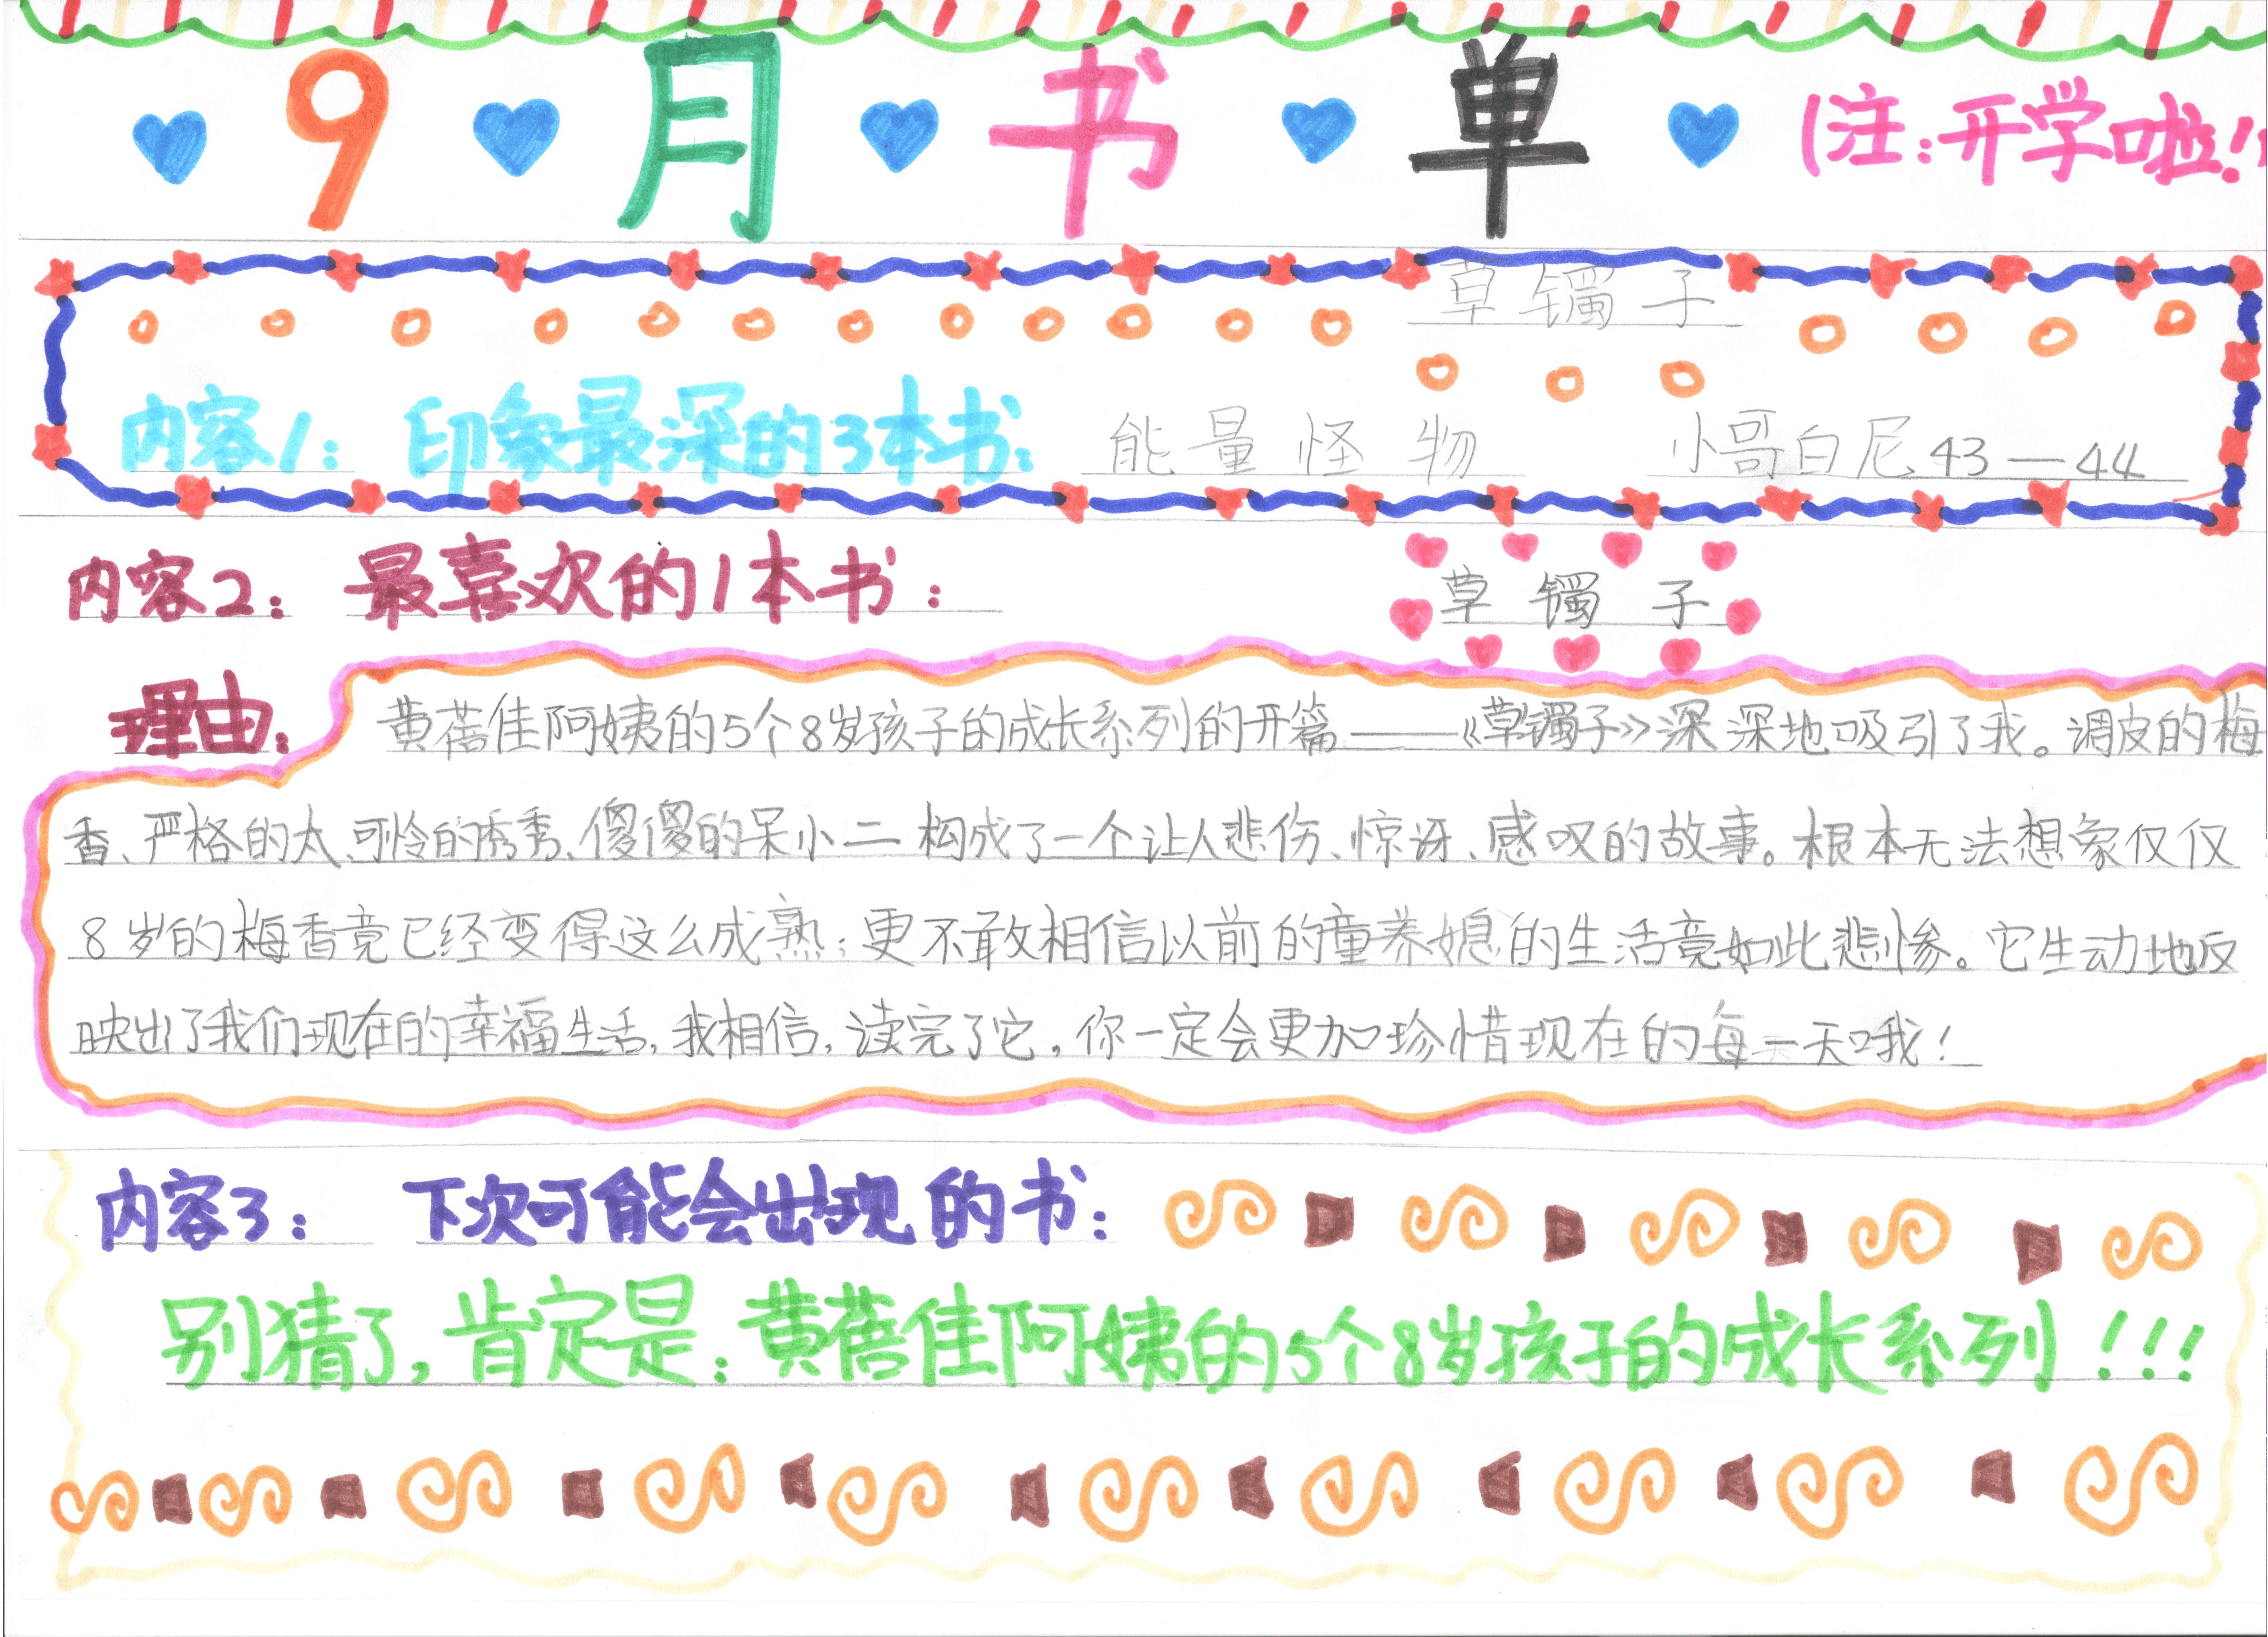 9月书单 (注:开学啦!)
草镯子
内容1: 印象最深的3本书: 能量怪物 小哥白尼43—44
内容2: 最喜欢的1本书: 草镯子
理由: 黄蓓佳阿姨的5个8岁孩子的成长系列的开篇——《草镯子》深深地吸引了我。调皮的梅
香、严格的太、可怜的秀秀、傻傻的呆小二构成了一个让人悲伤、惊讶、感叹的故事。根本无法想象仅仅
8岁的梅香竟已经变得这么成熟;更不敢相信以前的童养媳的生活竟如此悲惨。它生动地反
映出了我们现在的幸福生活,我相信,读完了它,你一定会更加珍惜现在的每一天哦!
内容3: 下次可能会出现的书:
别猜了,肯定是:黄蓓佳阿姨的5个8岁孩子的成长系列!!!